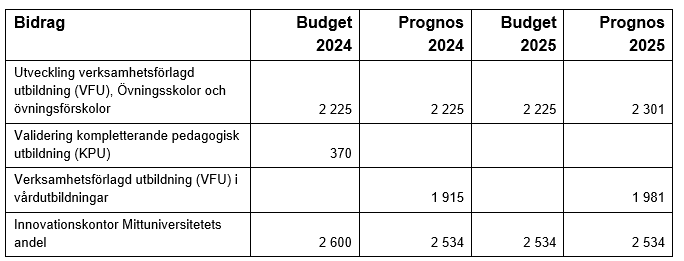 Bidrag Budget 2024 Prognos 2024 Budget 2025 Prognos 2025
Utveckling verksamhetsförlagd
utbildning (VFU), Övningsskolor och
övningsförskolor 2 225 2 225 2 225 2 301
Validering kompletterande pedagogisk
utbildning (KPU) 370
Verksamhetsförlagd utbildning (VFU) i
vårdutbildningar 1 915 1 981
Innovationskontor Mittuniversitetets
andel 2 600 2 534 2 534 2 534